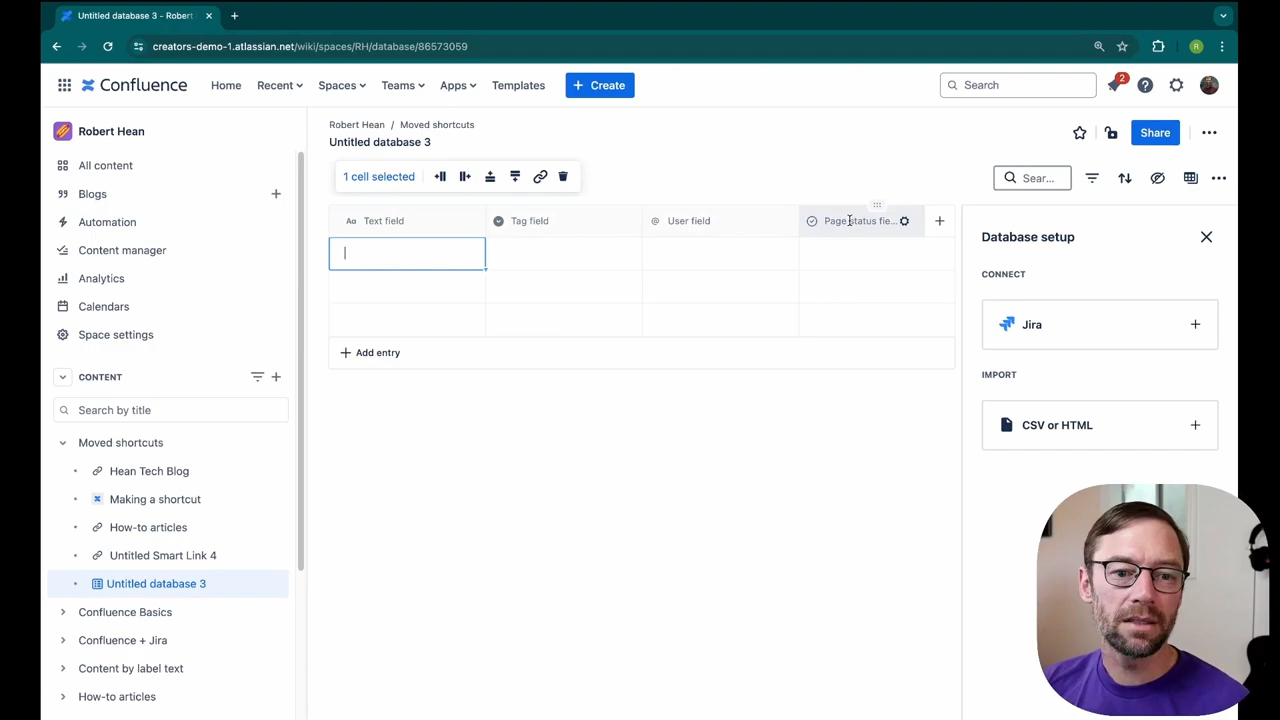 Untitled database 3 - Robert
creators-demo-1.atlassian.net/wiki/spaces/RH/database/86573059
R
Confluence
Home
Recent
Spaces
Teams
Apps
Templates
+ Create
Search
2
Robert Hean
All content
Blogs
Automation
Content manager
Analytics
Calendars
Space settings
CONTENT
Search by title
Moved shortcuts
Hean Tech Blog
Making a shortcut
How-to articles
Untitled Smart Link 4
Untitled database 3
Confluence Basics
Confluence + Jira
Content by label text
How-to articles
Robert Hean / Moved shortcuts
Untitled database 3
Share
1 cell selected
Sear...
Aa Text field
Tag field
@ User field
Page status fie...
+ Add entry
Database setup
CONNECT
Jira
IMPORT
CSV or HTML